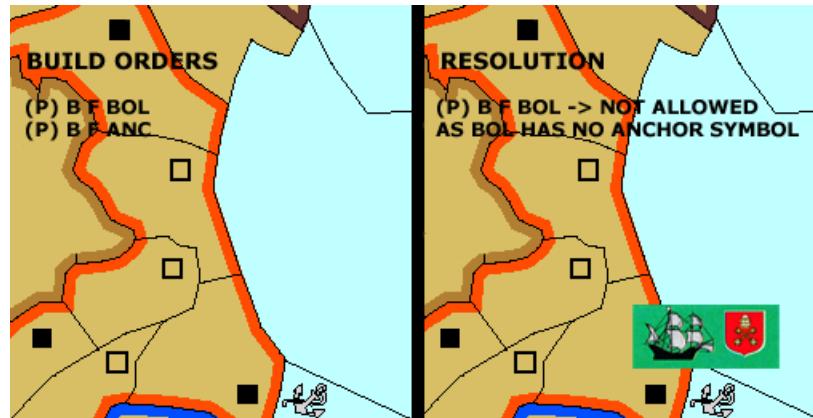 BUILD ORDERS
(P) B F BOL
(P) B F ANC
RESOLUTION
(P) B F BOL -> NOT ALLOWED
AS BOL HAS NO ANCHOR SYMBOL